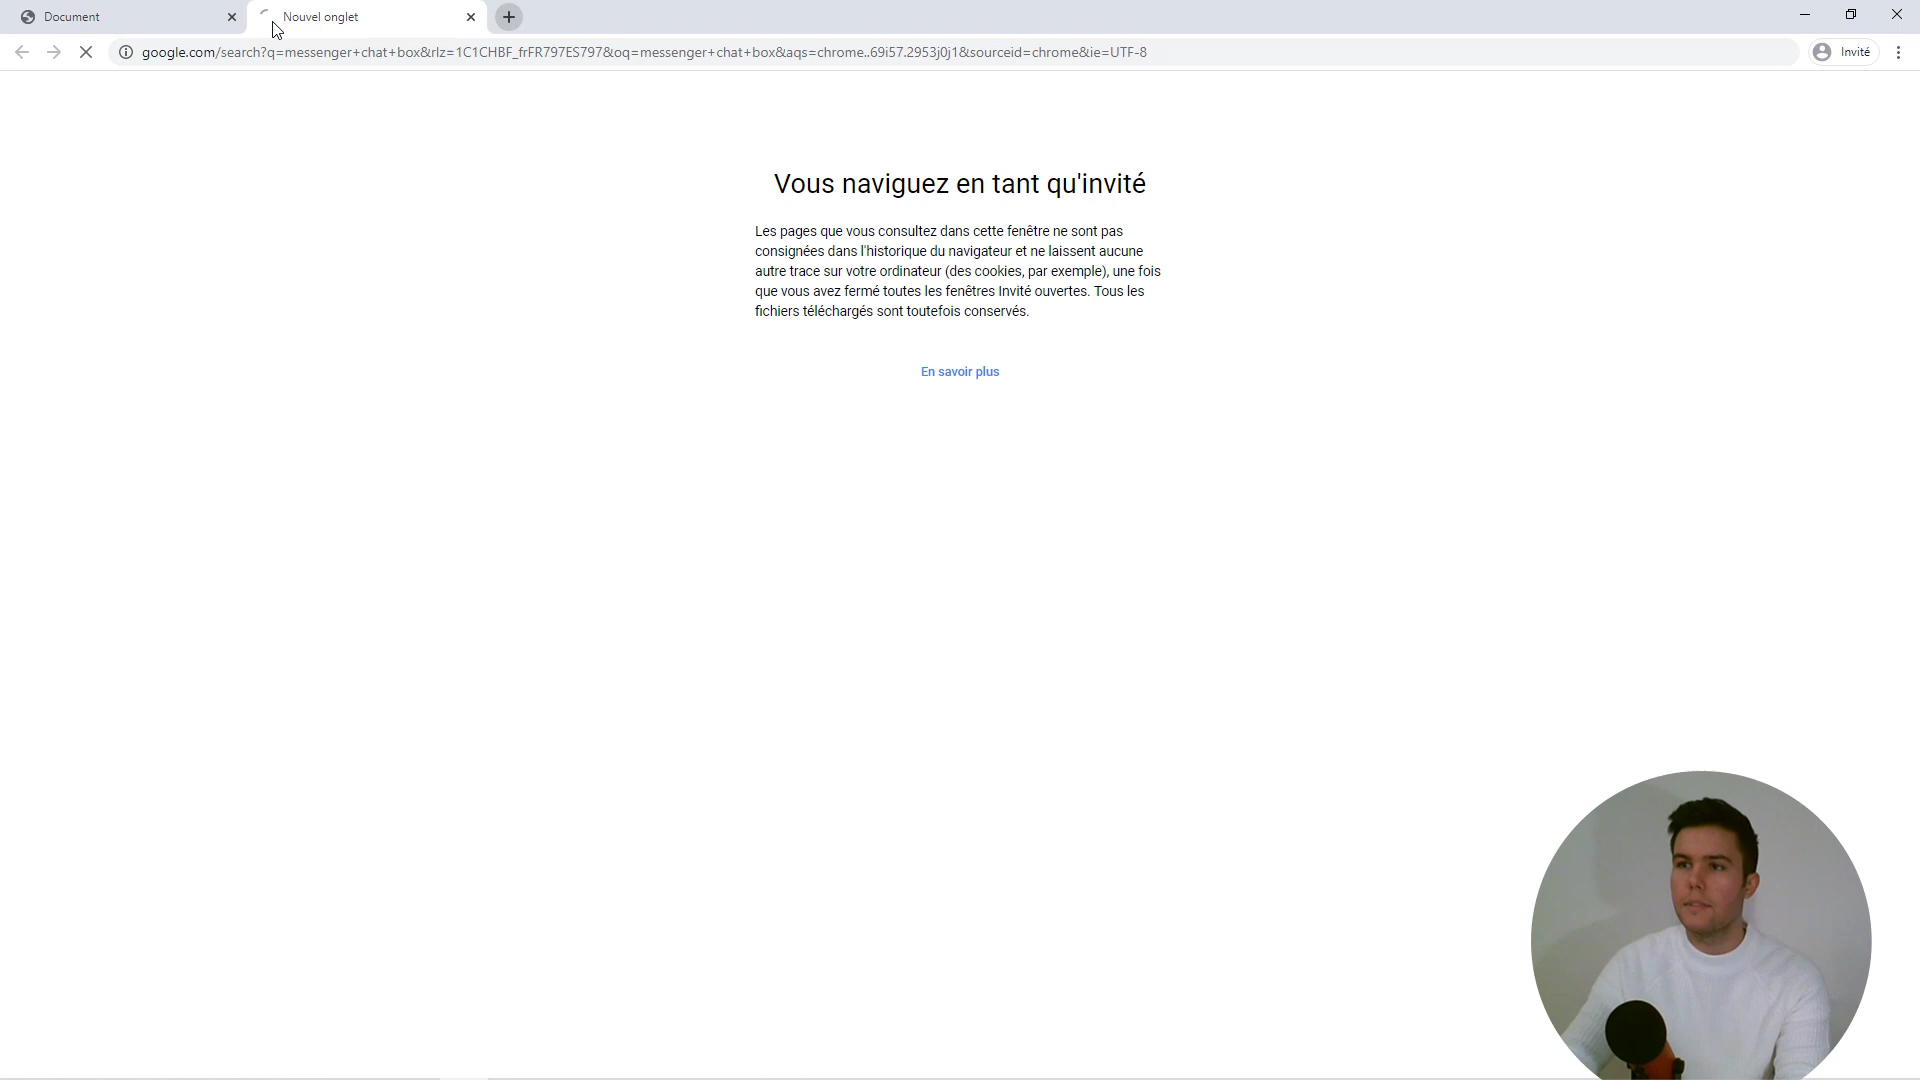 Document
Nouvel onglet
google.com/search?q=messenger+chat+box&rlz=1C1CHBF_frFR797ES797&oq=messenger+chat+box&aqs=chrome..69i57.2953j0j1&sourceid=chrome&ie=UTF-8
Invité
Vous naviguez en tant qu'invité
Les pages que vous consultez dans cette fenêtre ne sont pas
consignées dans l'historique du navigateur et ne laissent aucune
autre trace sur votre ordinateur (des cookies, par exemple), une fois
que vous avez fermé toutes les fenêtres Invité ouvertes. Tous les
fichiers téléchargés sont toutefois conservés.
En savoir plus